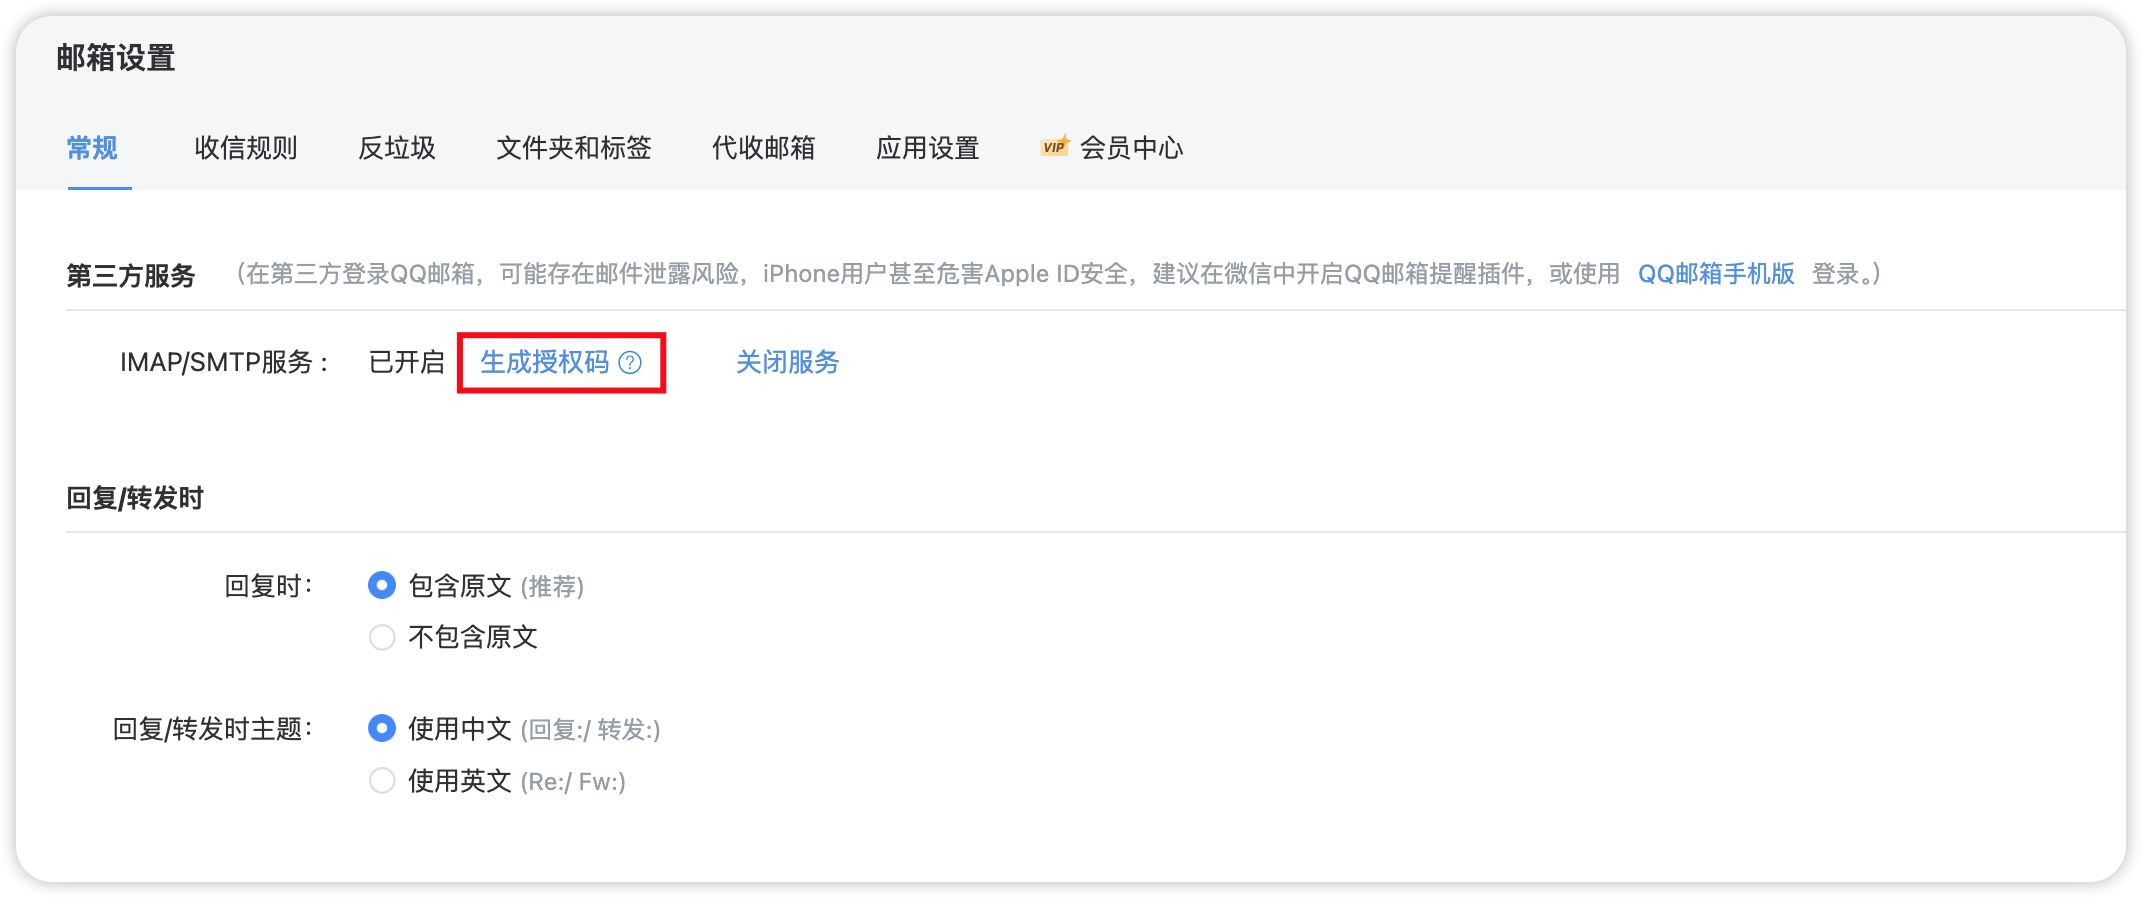 邮箱设置
常规 收信规则 反垃圾 文件夹和标签 代收邮箱 应用设置 VIP 会员中心
第三方服务 （在第三方登录QQ邮箱，可能存在邮件泄露风险，iPhone用户甚至危害Apple ID安全，建议在微信中开启QQ邮箱提醒插件，或使用 QQ邮箱手机版 登录。）
IMAP/SMTP服务： 已开启 生成授权码 ? 关闭服务
回复/转发时
回复时： 包含原文 (推荐)
不包含原文
回复/转发时主题： 使用中文 (回复:/ 转发:)
使用英文 (Re:/ Fw:)